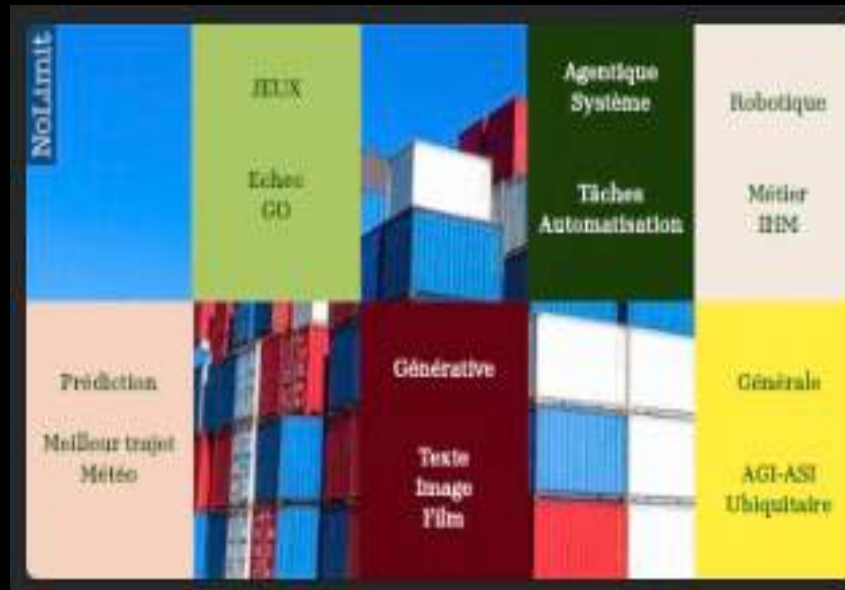 NoLimit
JEUX
Echec
GO
Agentique
Système
Tâches
Automatisation
Robotique
Métier
IHM
Prédiction
Meilleur trajet
Météo
Générative
Texte
Image
Film
Générale
AGI-ASI
Ubiquitaire